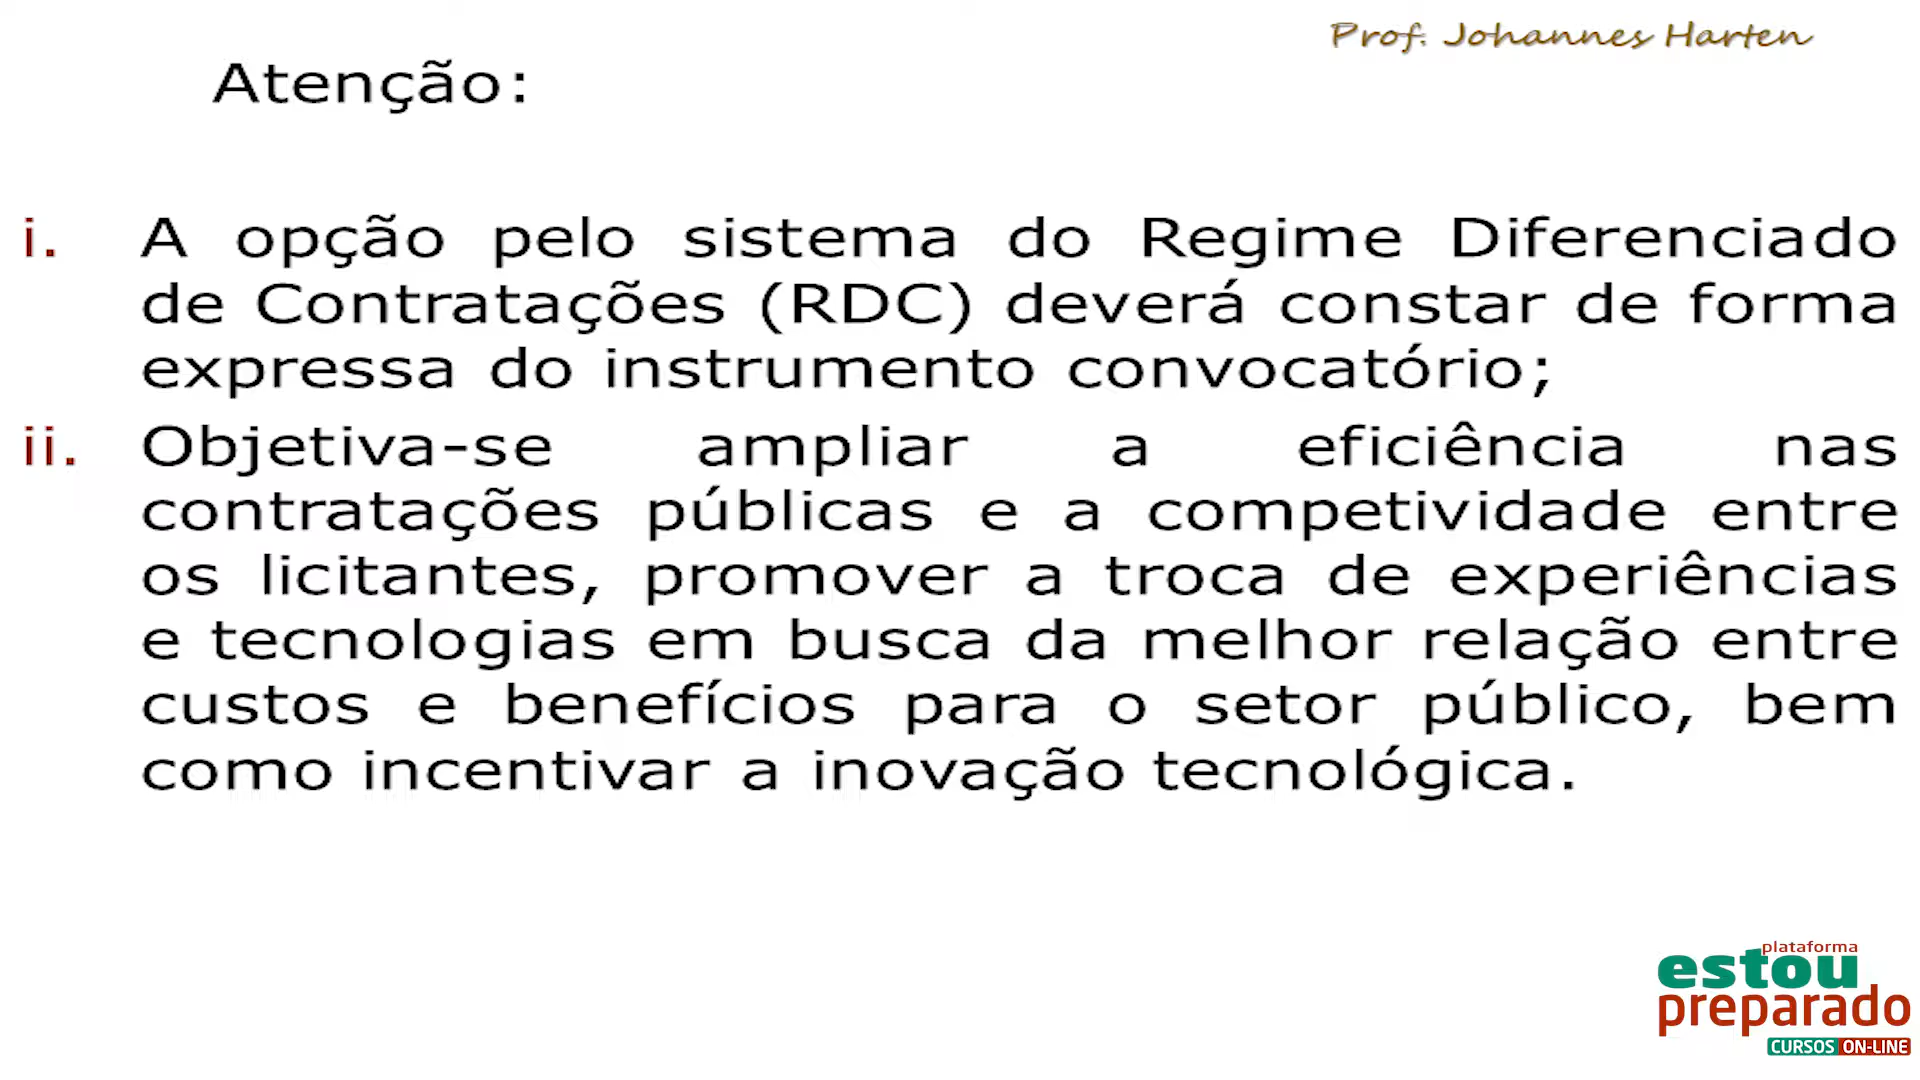 Prof. Johannes Harten
Atenção:
i. A opção pelo sistema do Regime Diferenciado
de Contratações (RDC) deverá constar de forma
expressa do instrumento convocatório;
ii. Objetiva-se ampliar a eficiência nas
contratações públicas e a competividade entre
os licitantes, promover a troca de experiências
e tecnologias em busca da melhor relação entre
custos e benefícios para o setor público, bem
como incentivar a inovação tecnológica.
plataforma
estou
preparado
CURSOS ON-LINE